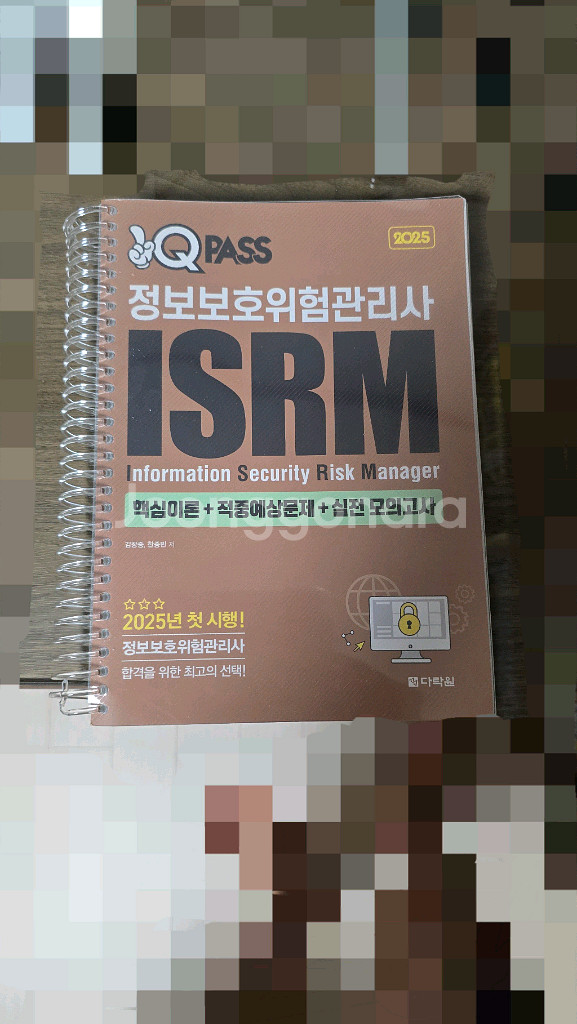 QPASS
2025
정보보호위험관리사
ISRM
Information Security Risk Manager
핵심이론 + 적중예상문제 + 실전 모의고사
Joonggonara
저
2025년 첫 시행!
정보보호위험관리사
합격을 위한 최고의 선택!
다락원